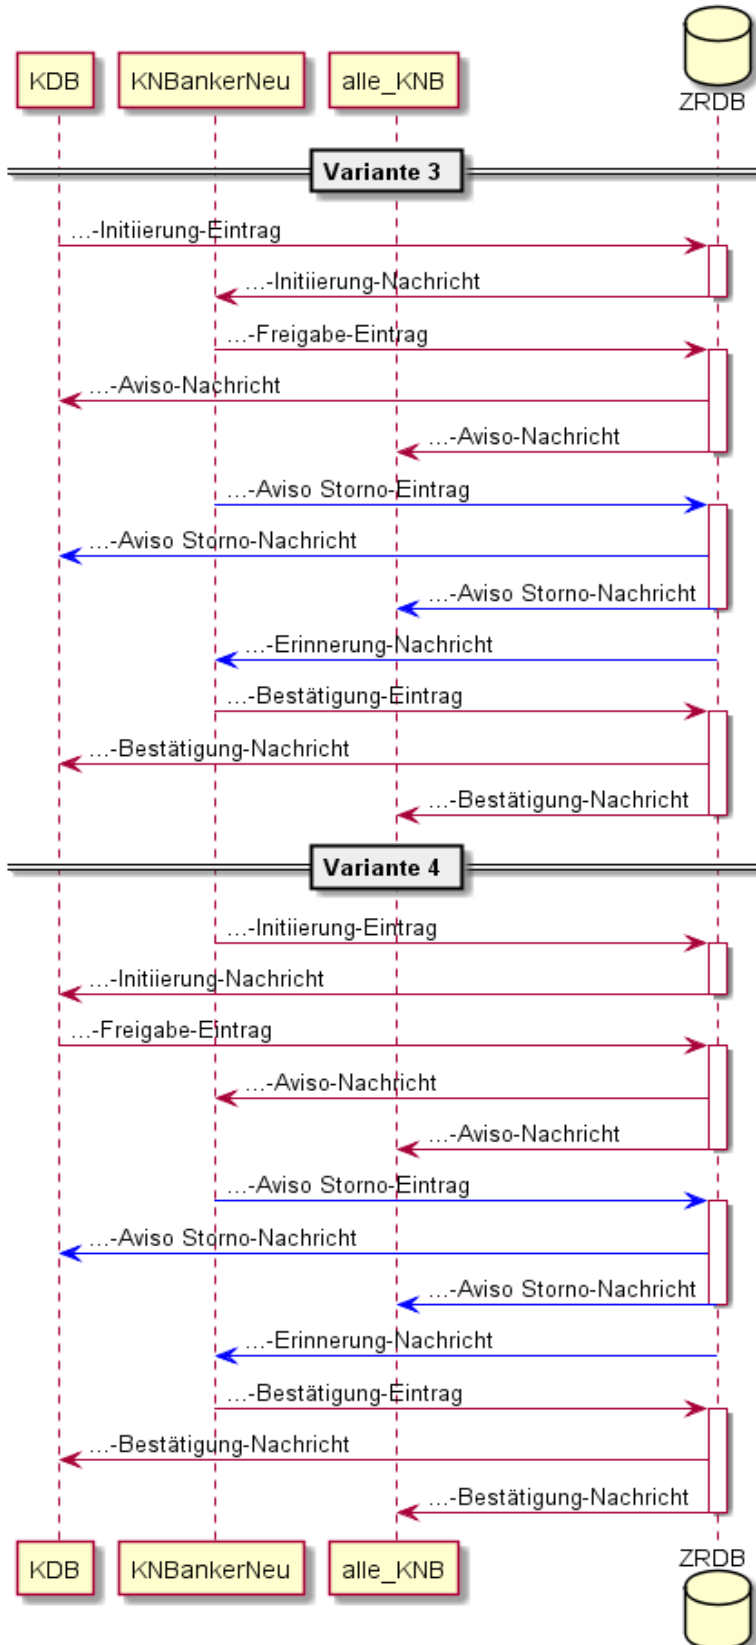 ZRDB
KDB
KNBankerNeu
alle_KNB
Variante 3
...-Initiierung-Eintrag
...-Initiierung-Nachricht
...-Freigabe-Eintrag
...-Aviso-Nachricht
...-Aviso-Nachricht
...-Aviso Storno-Eintrag
...-Aviso Storno-Nachricht
...-Aviso Storno-Nachricht
...-Erinnerung-Nachricht
...-Bestätigung-Eintrag
...-Bestätigung-Nachricht
...-Bestätigung-Nachricht
Variante 4
...-Initiierung-Eintrag
...-Initiierung-Nachricht
...-Freigabe-Eintrag
...-Aviso-Nachricht
...-Aviso-Nachricht
...-Aviso Storno-Eintrag
...-Aviso Storno-Nachricht
...-Aviso Storno-Nachricht
...-Erinnerung-Nachricht
...-Bestätigung-Eintrag
...-Bestätigung-Nachricht
...-Bestätigung-Nachricht
KDB
KNBankerNeu
alle_KNB
ZRDB